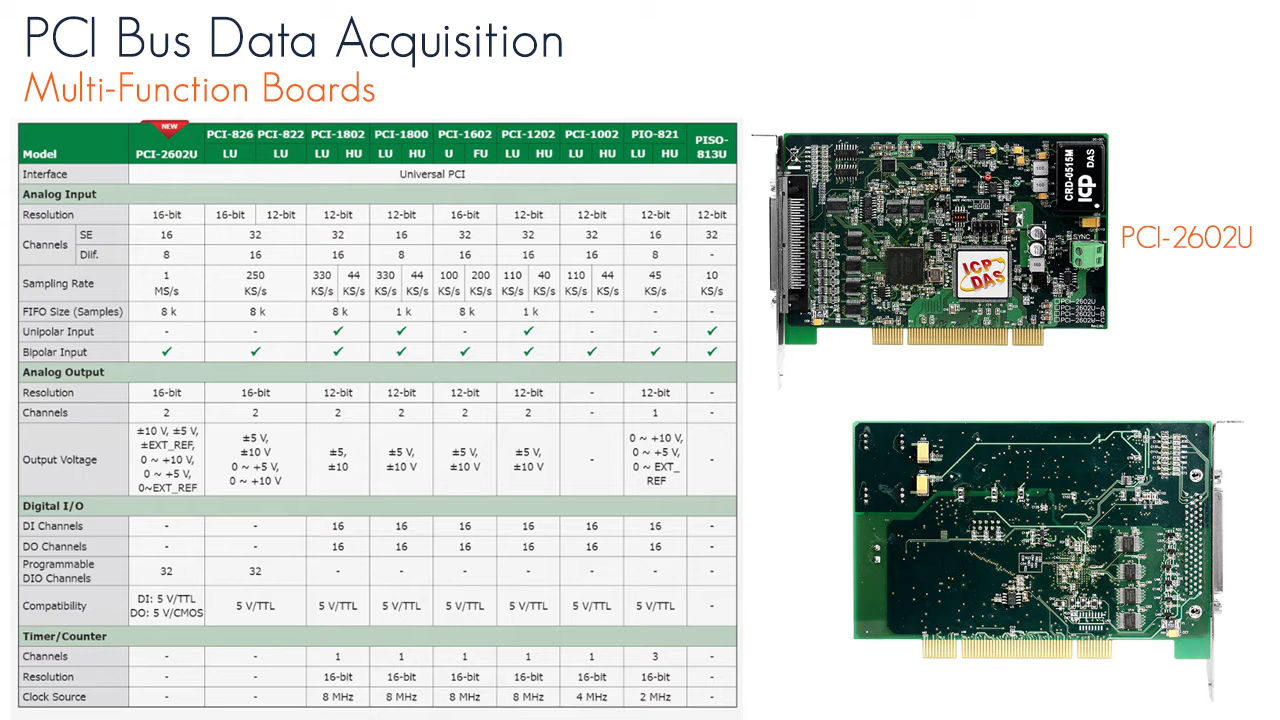 PCI Bus Data Acquisition
Multi-Function Boards
NEW
Model PCI-2602U PCI-826 LU PCI-822 LU PCI-1802 LU HU PCI-1800 LU HU PCI-1602 U FU PCI-1202 LU HU PCI-1002 LU HU PIO-821 LU HU PISO-813U
Interface Universal PCI
Analog Input
Resolution 16-bit 16-bit 12-bit 12-bit 12-bit 16-bit 12-bit 12-bit 12-bit 12-bit
Channels SE 16 32 32 16 32 32 32 16 32
Diif. 8 16 16 8 16 16 16 8 -
Sampling Rate 1 MS/s 250 KS/s 330 KS/s 44 KS/s 330 KS/s 44 KS/s 100 KS/s 200 KS/s 110 KS/s 40 KS/s 110 KS/s 44 KS/s 45 KS/s 10 KS/s
FIFO Size (Samples) 8 k 8 k 8 k 1 k 8 k 1 k - - -
Unipolar Input - - ✓ ✓ - ✓ - - ✓
Bipolar Input ✓ ✓ ✓ ✓ ✓ ✓ ✓ ✓ ✓
Analog Output
Resolution 16-bit 16-bit 12-bit 12-bit 12-bit 12-bit - 12-bit -
Channels 2 2 2 2 2 2 - 1 -
Output Voltage ±10 V, ±5 V, ±EXT_REF, 0 ~ +10 V, 0 ~ +5 V, 0~EXT_REF ±5 V, ±10 V 0 ~ +5 V, 0 ~ +10 V ±5, ±10 ±5 V, ±10 V ±5 V, ±10 V ±5 V, ±10 V - 0 ~ +10 V, 0 ~ +5 V, 0 ~ EXT_ REF -
Digital I/O
DI Channels - - 16 16 16 16 16 16 -
DO Channels - - 16 16 16 16 16 16 -
Programmable DIO Channels 32 32 - - - - - - -
Compatibility DI: 5 V/TTL DO: 5 V/CMOS 5 V/TTL 5 V/TTL 5 V/TTL 5 V/TTL 5 V/TTL 5 V/TTL 5 V/TTL -
Timer/Counter
Channels - - 1 1 1 1 1 3 -
Resolution - - 16-bit 16-bit 16-bit 16-bit 16-bit 16-bit -
Clock Source - - 8 MHz 8 MHz 8 MHz 8 MHz 4 MHz 2 MHz -
CRD-0515M
ICP DAS
SYNC
ICP
DAS
PCI-2602U
PCI-2602U-A
PCI-2602U-B
PCI-2602U-C
PCI-2602U